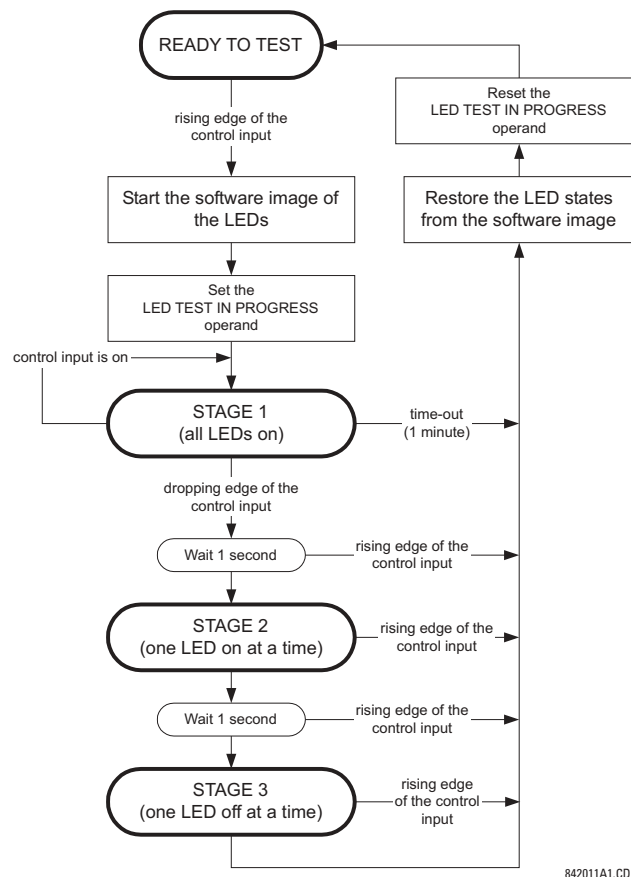 READY TO TEST
rising edge of the
control input
Start the software image of
the LEDs
Set the
LED TEST IN PROGRESS
operand
control input is on
STAGE 1
(all LEDs on)
time-out
(1 minute)
dropping edge of the
control input
Wait 1 second
rising edge of the
control input
STAGE 2
(one LED on at a time)
rising edge of the
control input
Wait 1 second
rising edge of the
control input
STAGE 3
(one LED off at a time)
rising edge
of the control
input
Reset the
LED TEST IN PROGRESS
operand
Restore the LED states
from the software image
842011A1.CD